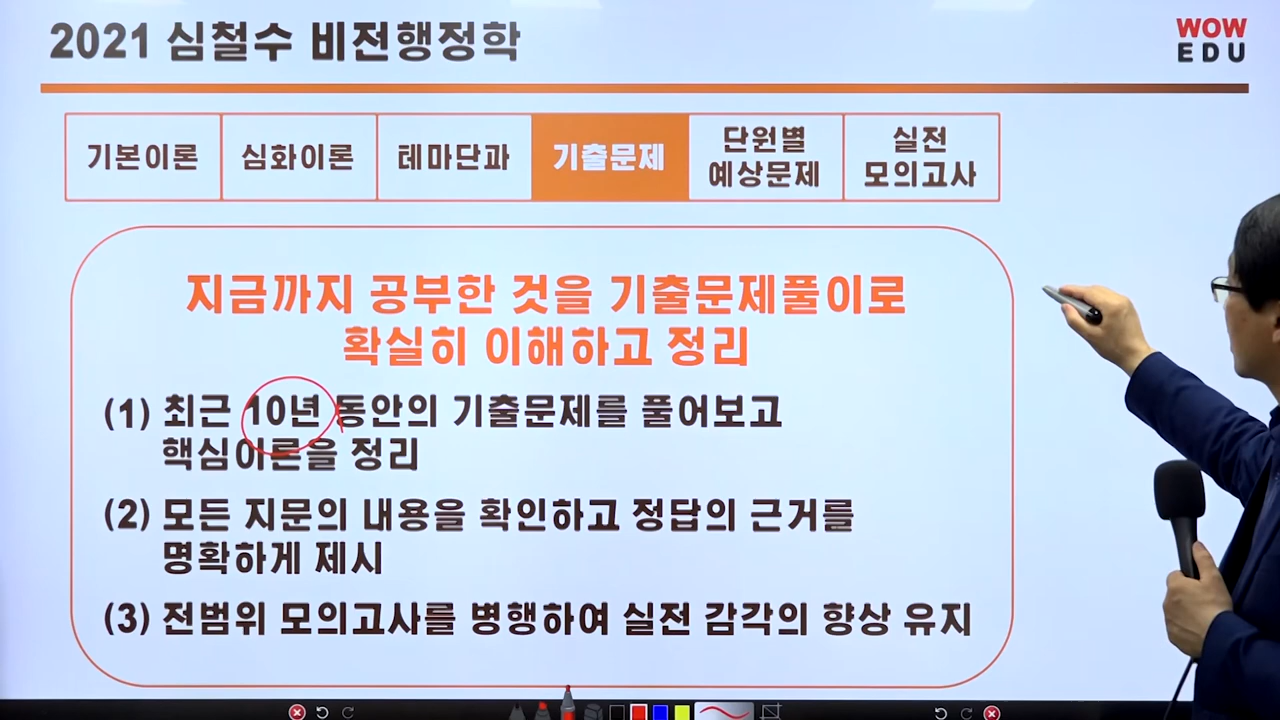 2021 심철수 비전행정학
WOW
EDU
기본이론
심화이론
테마단과
기출문제
단원별
예상문제
실전
모의고사
지금까지 공부한 것을 기출문제풀이로
확실히 이해하고 정리
(1) 최근 10년 동안의 기출문제를 풀어보고
핵심이론을 정리
(2) 모든 지문의 내용을 확인하고 정답의 근거를
명확하게 제시
(3) 전범위 모의고사를 병행하여 실전 감각의 향상 유지